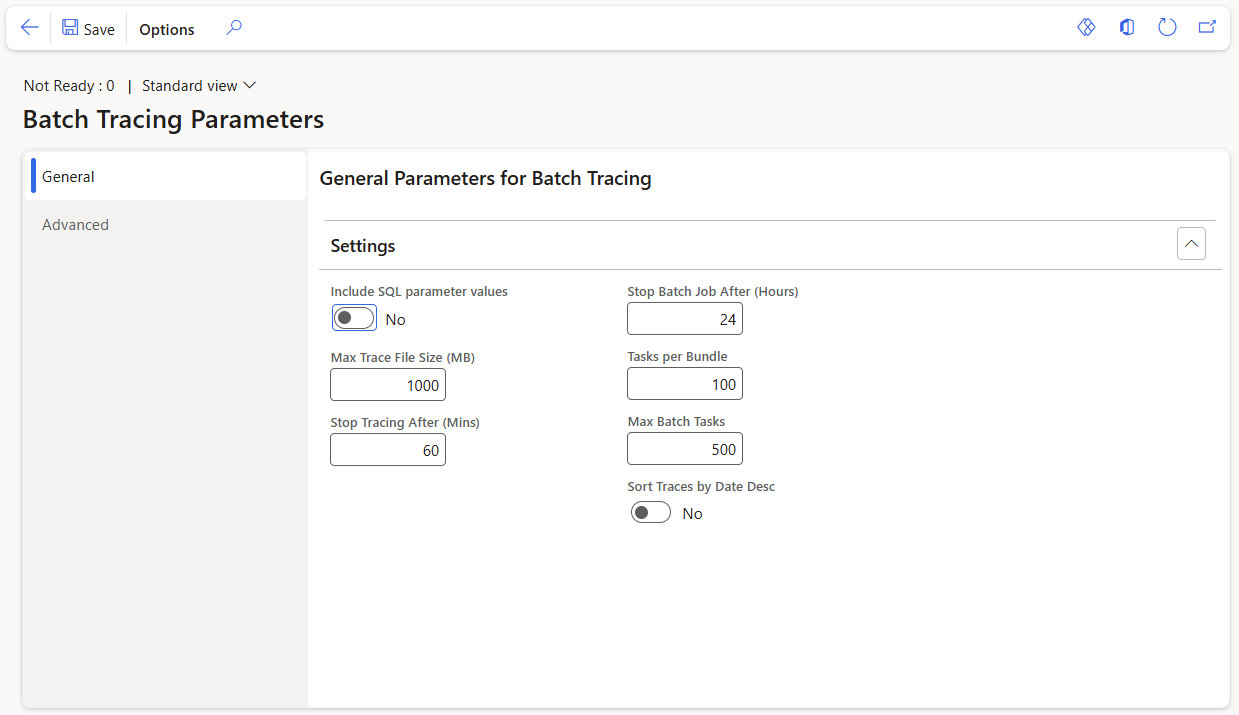 Save
Options
Not Ready : 0 | Standard view
Batch Tracing Parameters
General
Advanced
General Parameters for Batch Tracing
Settings
Include SQL parameter values
No
Max Trace File Size (MB)
1000
Stop Tracing After (Mins)
60
Stop Batch Job After (Hours)
24
Tasks per Bundle
100
Max Batch Tasks
500
Sort Traces by Date Desc
No